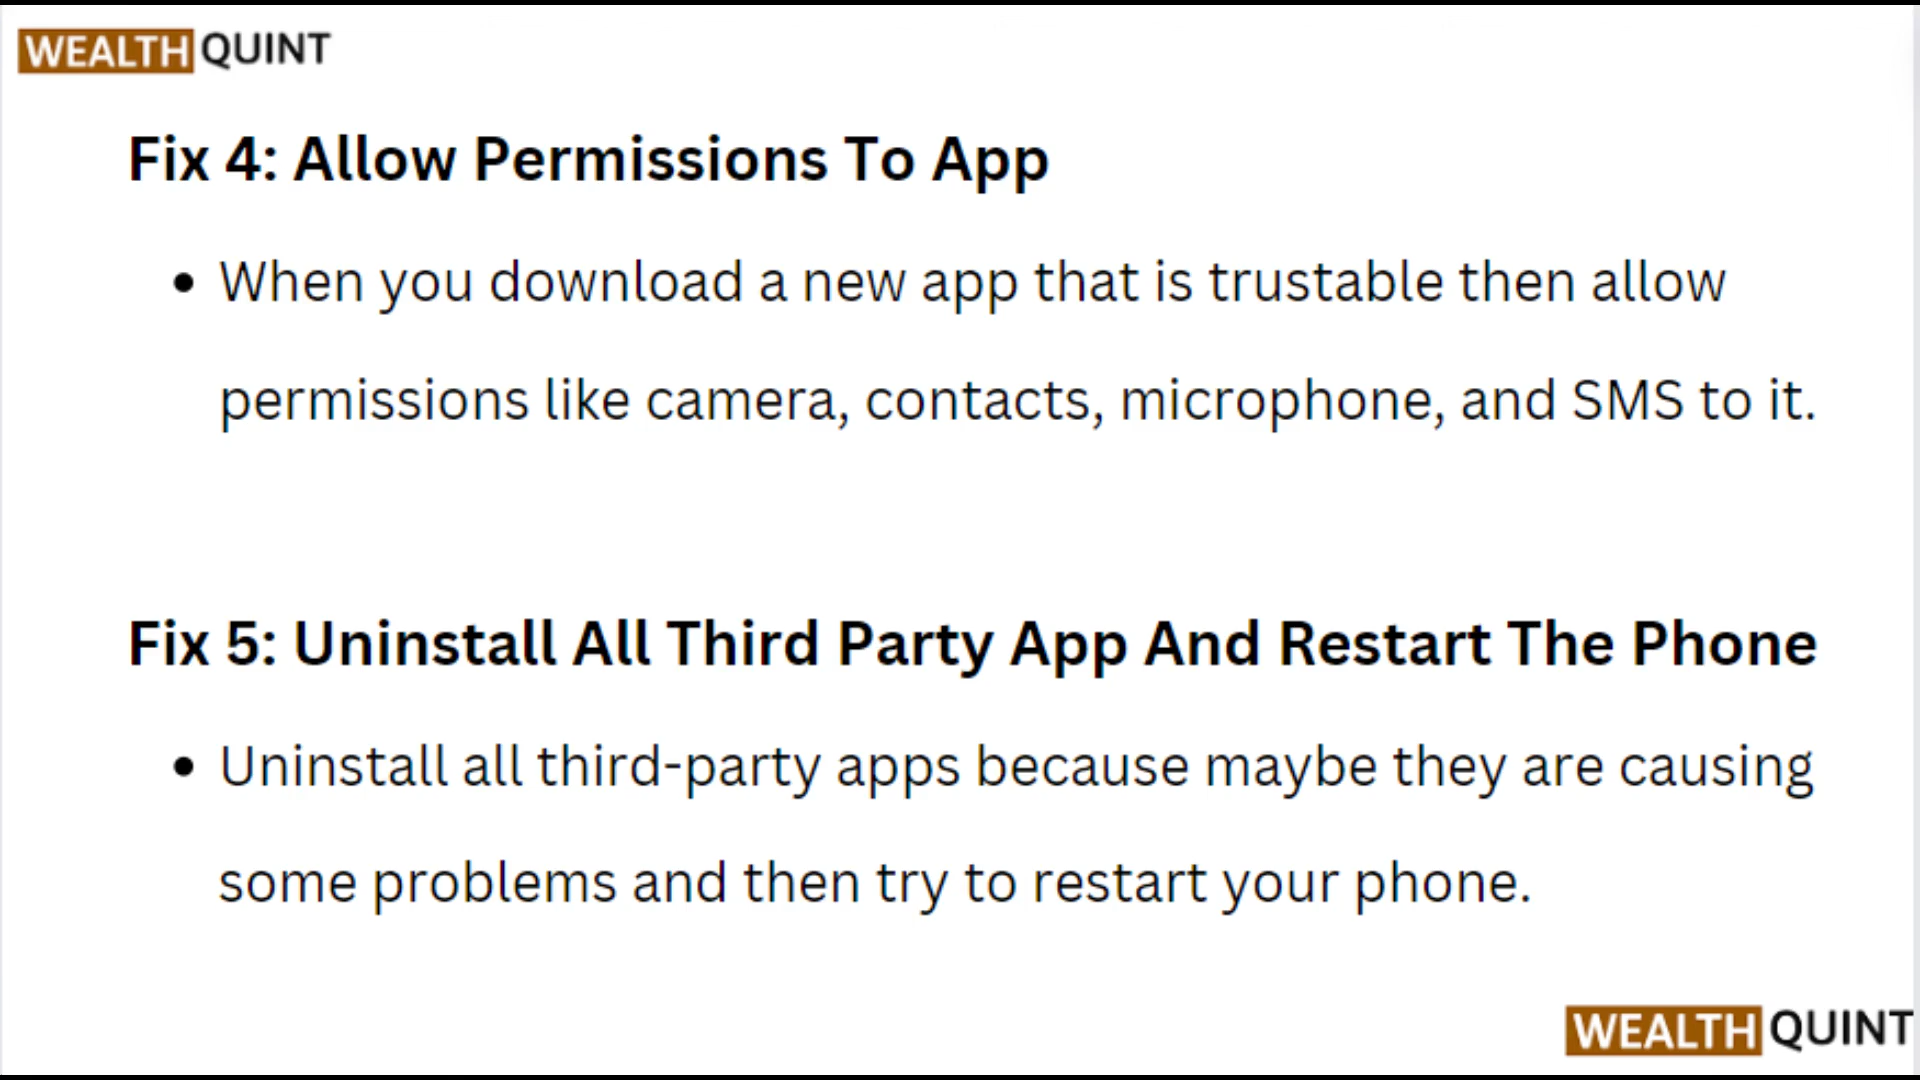 WEALTH QUINT
Fix 4: Allow Permissions To App
• When you download a new app that is trustable then allow
permissions like camera, contacts, microphone, and SMS to it.
Fix 5: Uninstall All Third Party App And Restart The Phone
• Uninstall all third-party apps because maybe they are causing
some problems and then try to restart your phone.
WEALTH QUINT